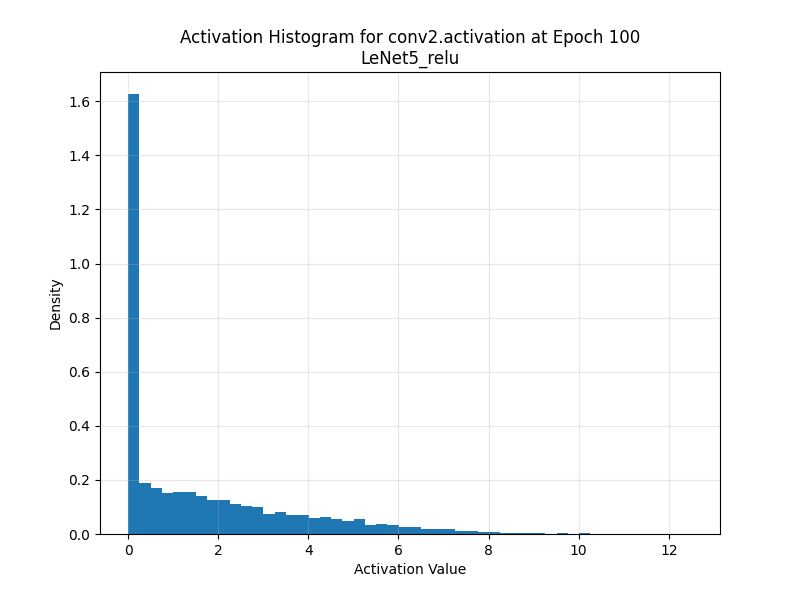 Activation Histogram for conv2.activation at Epoch 100
LeNet5_relu
1.6
1.4
1.2
1.0
0.8
0.6
0.4
0.2
0.0
Density
0 2 4 6 8 10 12
Activation Value